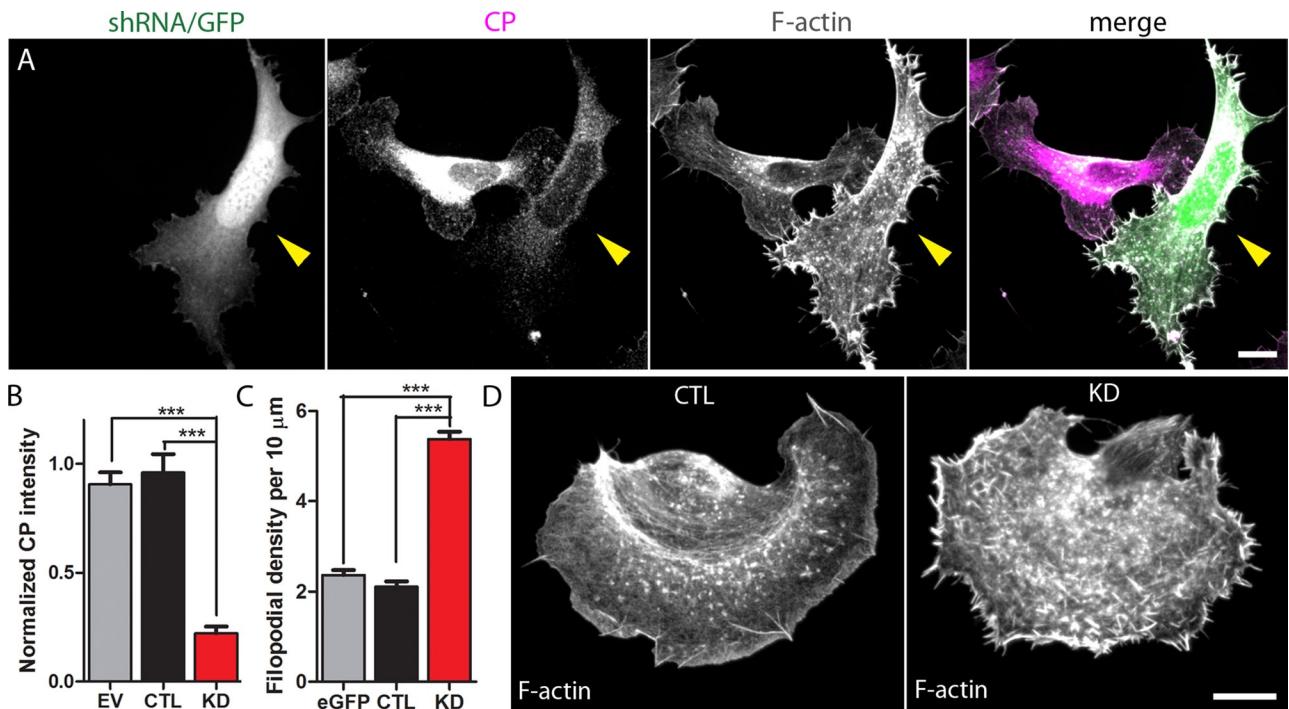 shRNA/GFP CP F-actin merge
A
B
Normalized CP intensity
1.0
0.5
0.0
*** 
***
EV CTL KD
C
Filopodial density per 10 μm
6
4
2
0
***
***
eGFP CTL KD
D
CTL
F-actin
KD
F-actin